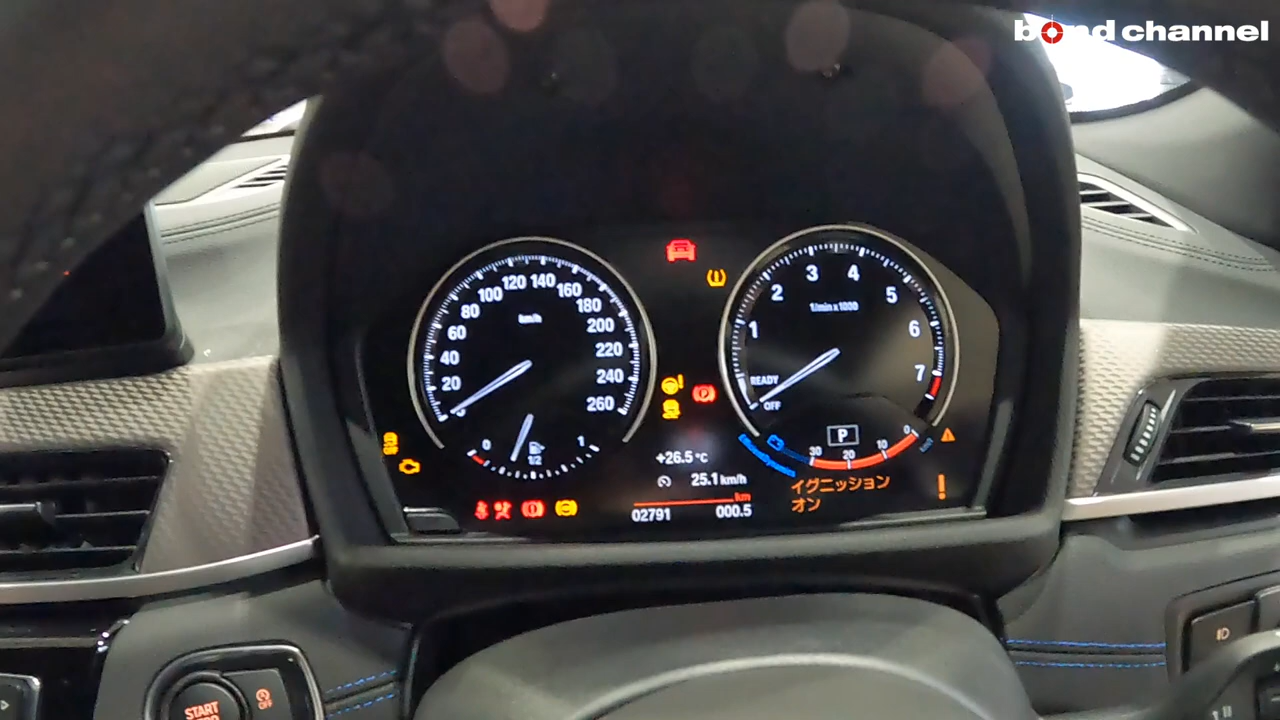 bond channel
20
40
60
80
100
120
140
160
180
200
220
240
260
km/h
0
1/2
1
1
2
3
4
5
6
7
1/min x 1000
READY
OFF
P
30
20
10
0
+26.5 °C
25.1 km/h
km
02791 000.5
イグニッション
オン
!
START
OFF